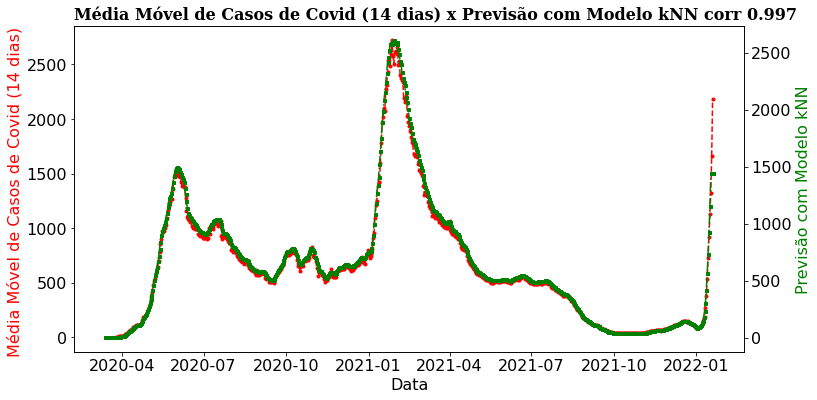 Média Móvel de Casos de Covid (14 dias) x Previsão com Modelo kNN corr 0.997
Média Móvel de Casos de Covid (14 dias)
2500
2000
1500
1000
500
0
2500
2000
1500
1000
500
0
Previsão com Modelo kNN
2020-04 2020-07 2020-10 2021-01 2021-04 2021-07 2021-10 2022-01
Data